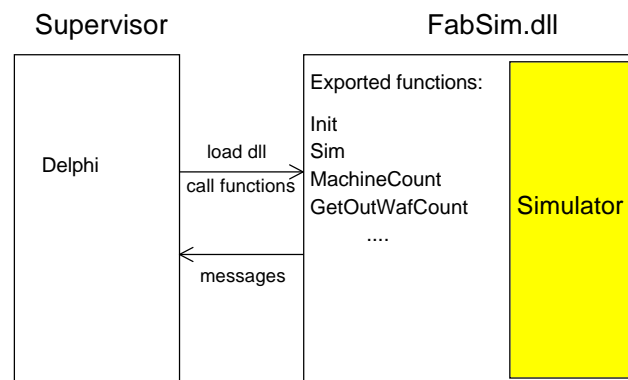 Supervisor
FabSim.dll
Exported functions:
Init
Sim
MachineCount
GetOutWafCount
....
Delphi
load dll
call functions
messages
Simulator